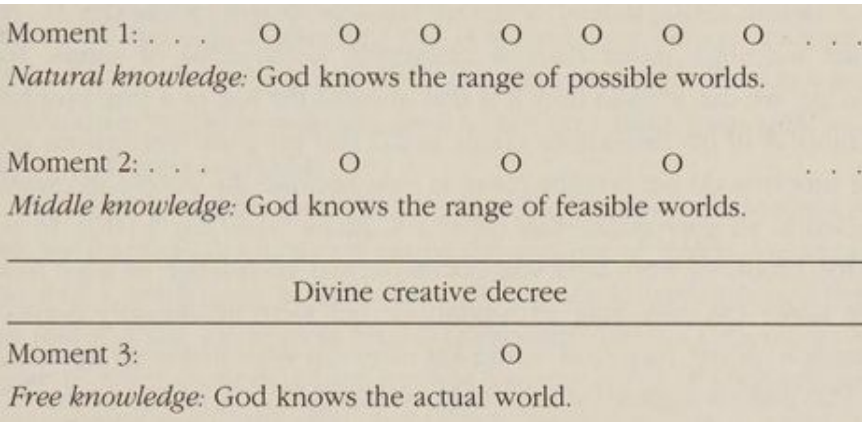 Moment 1: . . . O O O O O O O . . .
Natural knowledge: God knows the range of possible worlds.
Moment 2: . . . O O O . . .
Middle knowledge: God knows the range of feasible worlds.
Divine creative decree
Moment 3: O
Free knowledge: God knows the actual world.